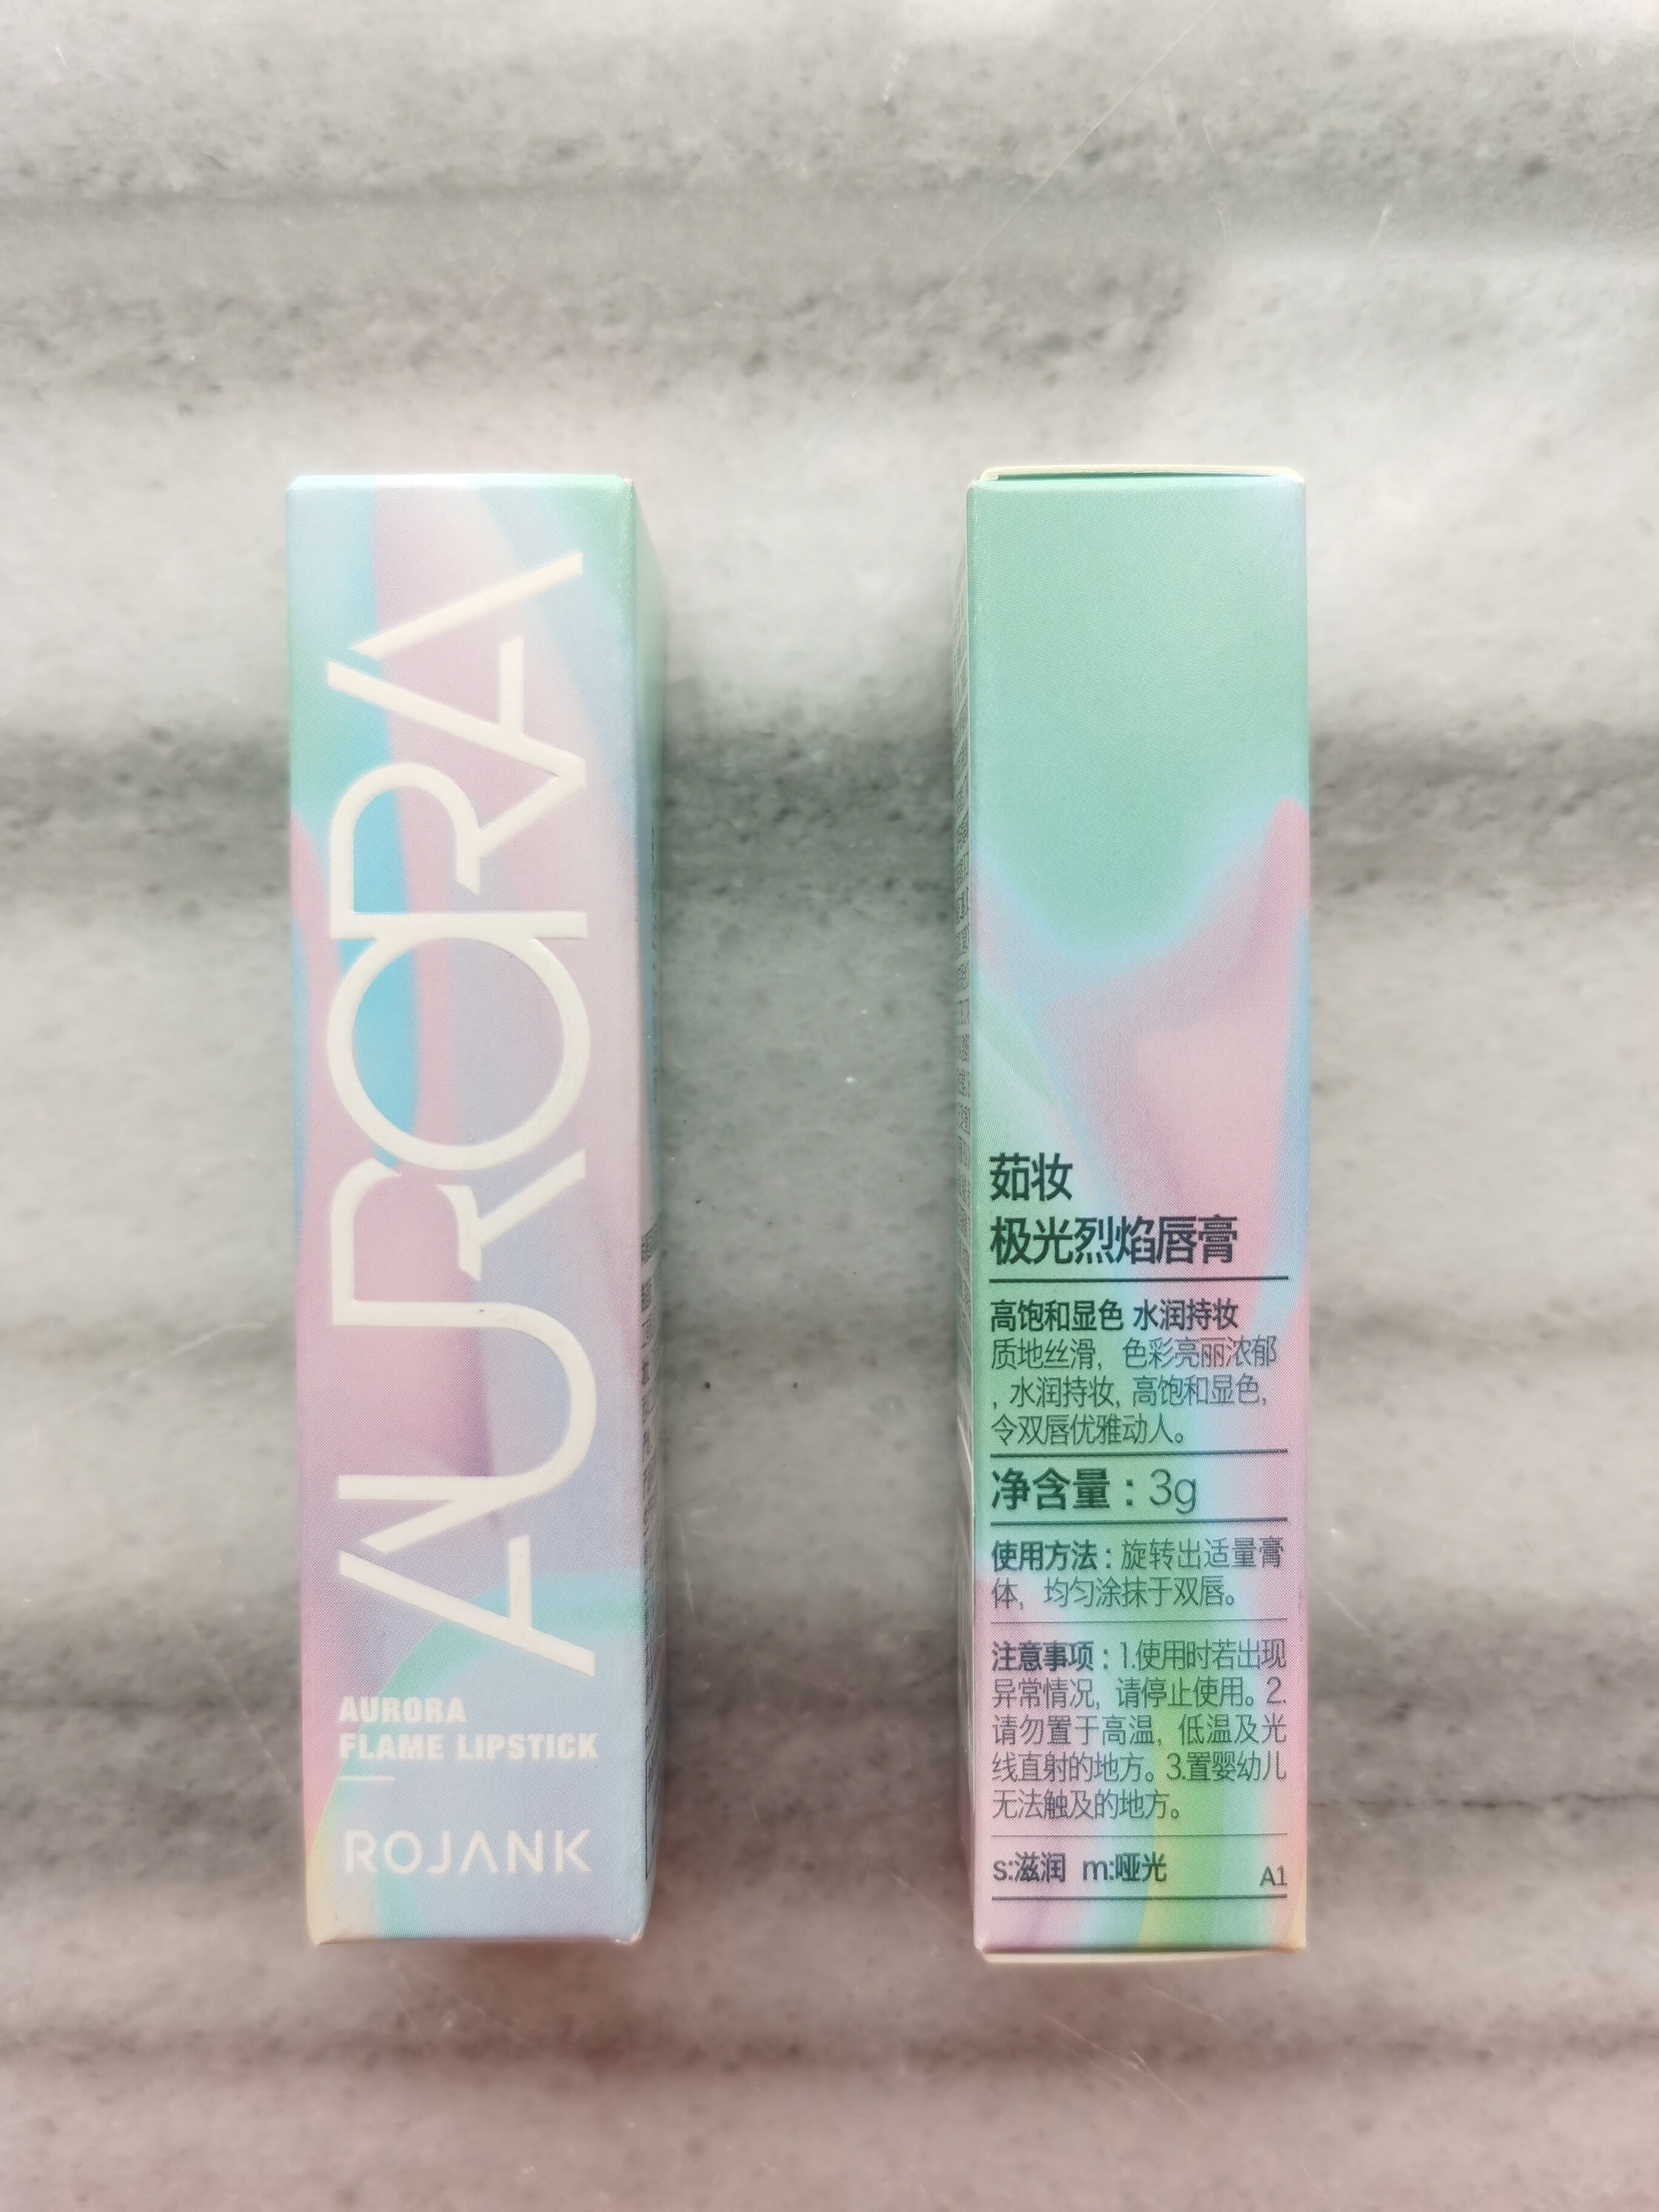 AURORA
AURORA
FLAME LIPSTICK
ROJANK
茹妆
极光烈焰唇膏
高饱和显色 水润持妆
质地丝滑，色彩亮丽浓郁
，水润持妆，高饱和显色，
令双唇优雅动人。
净含量：3g
使用方法：旋转出适量膏
体，均匀涂抹于双唇。
注意事项：1.使用时若出现
异常情况，请停止使用。2.
请勿置于高温，低温及光
线直射的地方。3.置婴幼儿
无法触及的地方。
s:滋润 m:哑光
A1